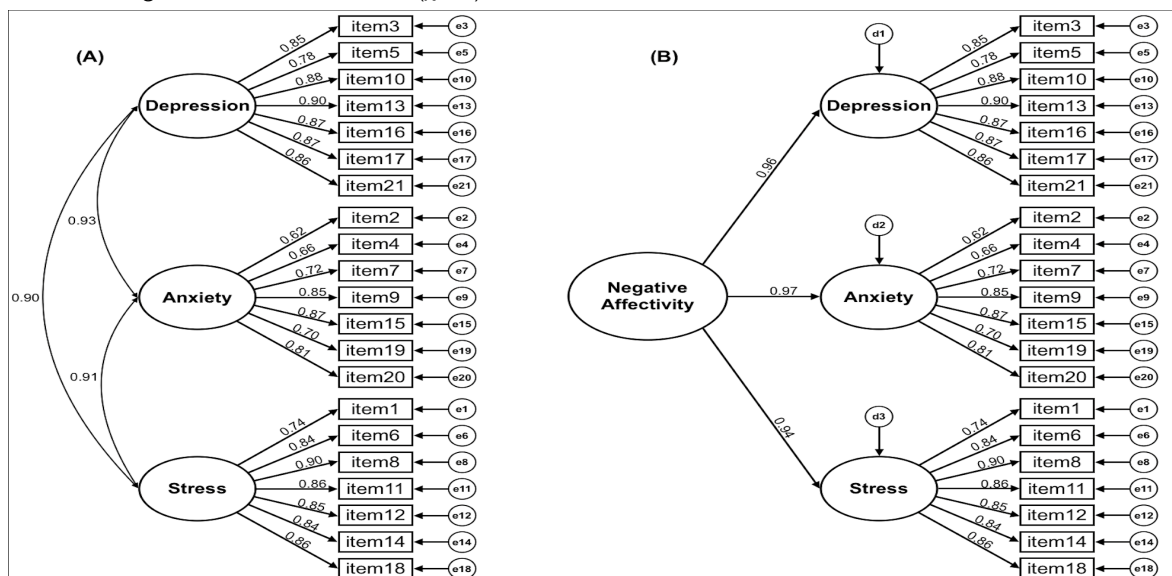 (A)
Depression
0.85
item3
e3
0.78
item5
e5
0.88
item10
e10
0.90
item13
e13
0.87
item16
e16
0.87
item17
e17
0.86
item21
e21
0.93
0.90
Anxiety
0.62
item2
e2
0.66
item4
e4
0.72
item7
e7
0.85
item9
e9
0.87
item15
e15
0.70
item19
e19
0.81
item20
e20
0.91
Stress
0.74
item1
e1
0.84
item6
e6
0.90
item8
e8
0.86
item11
e11
0.85
item12
e12
0.84
item14
e14
0.86
item18
e18
(B)
Negative
Affectivity
0.96
0.97
0.94
d1
Depression
0.85
item3
e3
0.78
item5
e5
0.88
item10
e10
0.90
item13
e13
0.87
item16
e16
0.87
item17
e17
0.86
item21
e21
d2
Anxiety
0.62
item2
e2
0.66
item4
e4
0.72
item7
e7
0.85
item9
e9
0.87
item15
e15
0.70
item19
e19
0.81
item20
e20
d3
Stress
0.74
item1
e1
0.84
item6
e6
0.90
item8
e8
0.86
item11
e11
0.85
item12
e12
0.84
item14
e14
0.86
item18
e18